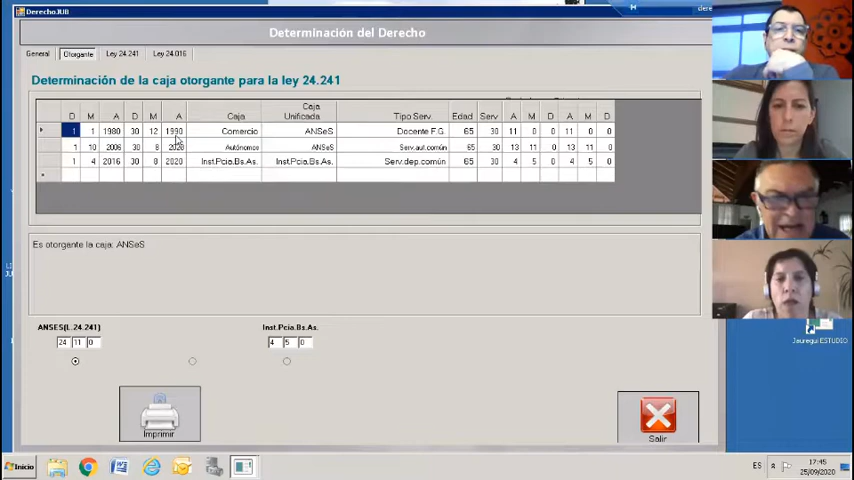 DerechoJUB
Determinación del Derecho
General Otorgante Ley 24.241 Ley 24.016
Determinación de la caja otorgante para la ley 24.241
D M A D M A Caja Caja Unificada Tipo Serv. Edad Serv A M D A M D
1 1 1980 30 12 1990 Comercio ANSeS Docente F.G. 65 30 11 0 0 11 0 0
1 10 2006 30 8 2020 Autónomos ANSeS Serv.aut.común 65 30 13 11 0 13 11 0
1 4 2016 30 8 2020 Inst.Pcia.Bs.As. Inst.Pcia.Bs.As. Serv.dep.común 65 30 4 5 0 4 5 0
Es otorgante la caja: ANSeS
ANSES(L.24.241) Inst.Pcia.Bs.As.
24 11 0 4 5 0
Imprimir
Salir
Jauregui ESTUDIO
Inicio
ES
17:45
25/09/2020